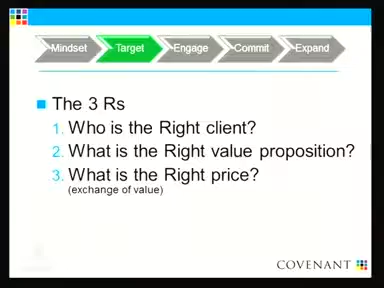 Mindset Target Engage Commit Expand
The 3 Rs
1. Who is the Right client?
2. What is the Right value proposition?
3. What is the Right price?
(exchange of value)
COVENANT